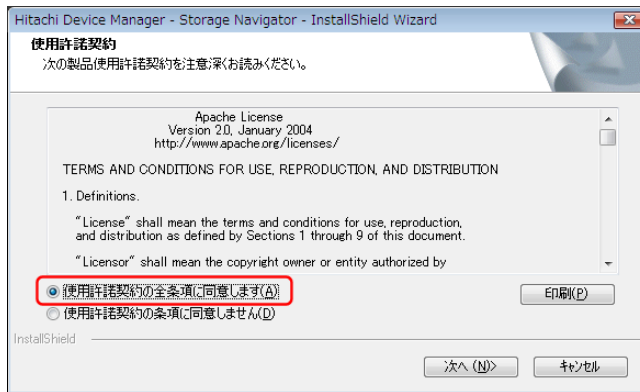 Hitachi Device Manager - Storage Navigator - InstallShield Wizard
使用許諾契約
次の製品使用許諾契約を注意深くお読みください。
Apache License
Version 2.0, January 2004
http://www.apache.org/licenses/
TERMS AND CONDITIONS FOR USE, REPRODUCTION, AND DISTRIBUTION
1. Definitions.
"License" shall mean the terms and conditions for use, reproduction,
and distribution as defined by Sections 1 through 9 of this document.
"Licensor" shall mean the copyright owner or entity authorized by
使用許諾契約の全条項に同意します(A)
印刷(P)
使用許諾契約の条項に同意しません(D)
InstallShield
次へ (N)>
キャンセル